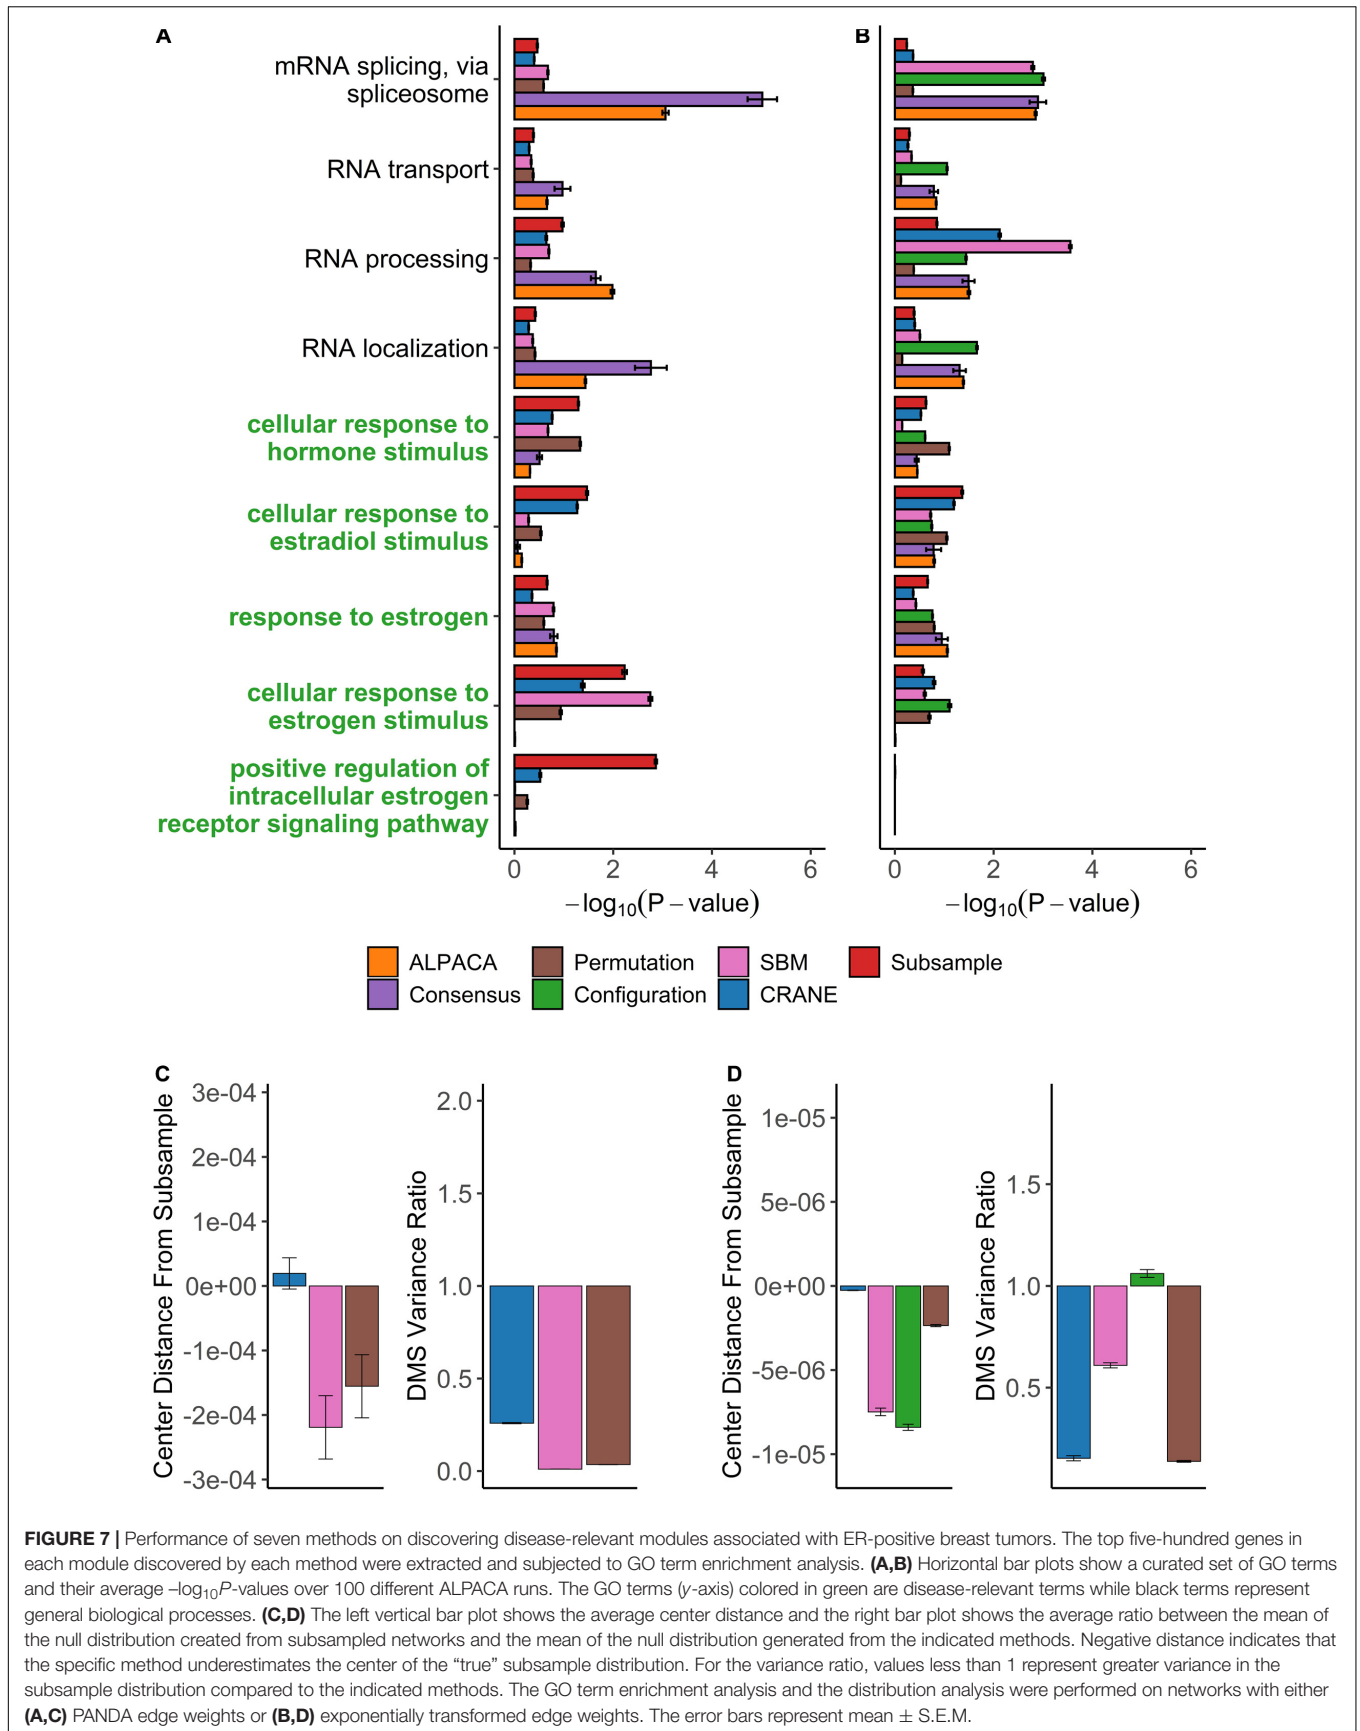 A
B
mRNA splicing, via
spliceosome
RNA transport
RNA processing
RNA localization
cellular response to
hormone stimulus
cellular response to
estradiol stimulus
response to estrogen
cellular response to
estrogen stimulus
positive regulation of
intracellular estrogen
receptor signaling pathway
0 2 4 6
0 2 4 6
−log10(P−value)
−log10(P−value)
ALPACA Permutation SBM Subsample
Consensus Configuration CRANE
C
Center Distance From Subsample
3e-04
2e-04
1e-04
0e+00
-1e-04
-2e-04
-3e-04
DMS Variance Ratio
2.0
1.5
1.0
0.5
0.0
D
Center Distance From Subsample
1e-05
5e-06
0e+00
-5e-06
-1e-05
DMS Variance Ratio
1.5
1.0
0.5
FIGURE 7 | Performance of seven methods on discovering disease-relevant modules associated with ER-positive breast tumors. The top five-hundred genes in
each module discovered by each method were extracted and subjected to GO term enrichment analysis. (A,B) Horizontal bar plots show a curated set of GO terms
and their average –log10P-values over 100 different ALPACA runs. The GO terms (y-axis) colored in green are disease-relevant terms while black terms represent
general biological processes. (C,D) The left vertical bar plot shows the average center distance and the right bar plot shows the average ratio between the mean of
the null distribution created from subsampled networks and the mean of the null distribution generated from the indicated methods. Negative distance indicates that
the specific method underestimates the center of the “true” subsample distribution. For the variance ratio, values less than 1 represent greater variance in the
subsample distribution compared to the indicated methods. The GO term enrichment analysis and the distribution analysis were performed on networks with either
(A,C) PANDA edge weights or (B,D) exponentially transformed edge weights. The error bars represent mean ± S.E.M.